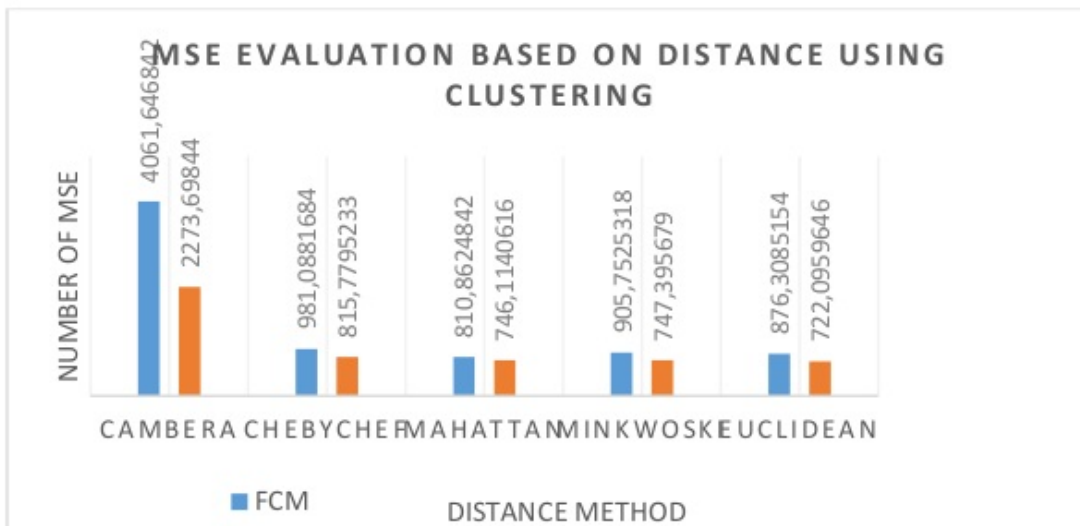 MSE EVALUATION BASED ON DISTANCE USING
CLUSTERING
NUMBER OF MSE
4061,646842
2273,69844
981,0881684
815,7795233
810,8624842
746,1140616
905,7525318
747,395679
876,3085154
722,0959646
CAMBERA CHEBYCHEF MAHATTAN MINKWOSKI EUCLIDEAN
FCM
DISTANCE METHOD